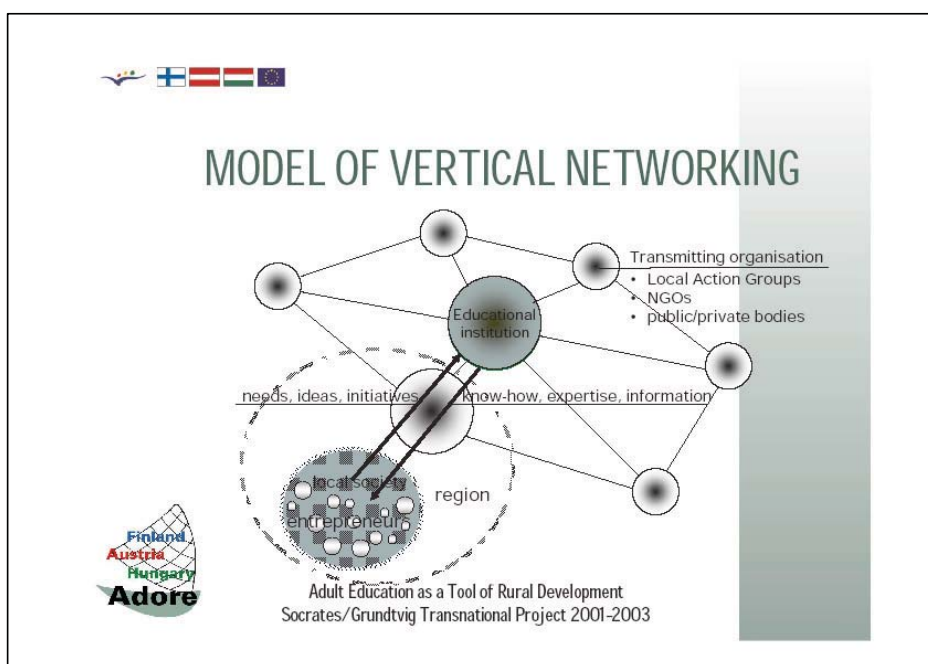 MODEL OF VERTICAL NETWORKING
Transmitting organisation
• Local Action Groups
• NGOs
• public/private bodies
Educational
institution
needs, ideas, initiatives
know-how, expertise, information
local society
region
entrepreneurs
Finland
Austria
Hungary
Adore
Adult Education as a Tool of Rural Development
Socrates/Grundtvig Transnational Project 2001-2003